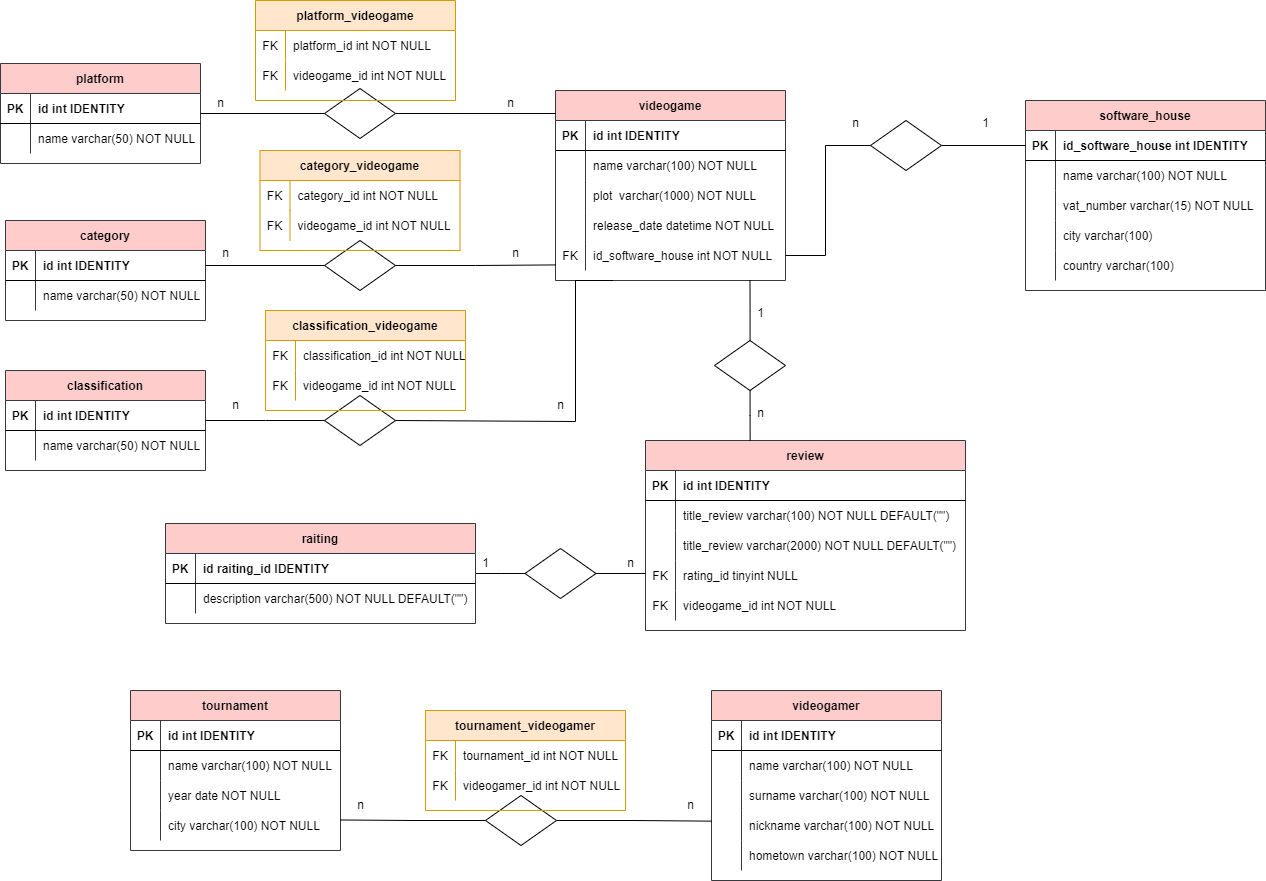 platform_videogame
FK platform_id int NOT NULL
FK videogame_id int NOT NULL
platform
PK id int IDENTITY
name varchar(50) NOT NULL
n
n
videogame
PK id int IDENTITY
name varchar(100) NOT NULL
plot varchar(1000) NOT NULL
release_date datetime NOT NULL
FK id_software_house int NOT NULL
n
1
software_house
PK id_software_house int IDENTITY
name varchar(100) NOT NULL
vat_number varchar(15) NOT NULL
city varchar(100)
country varchar(100)
category_videogame
FK category_id int NOT NULL
FK videogame_id int NOT NULL
category
PK id int IDENTITY
name varchar(50) NOT NULL
n
n
classification_videogame
FK classification_id int NOT NULL
FK videogame_id int NOT NULL
classification
PK id int IDENTITY
name varchar(50) NOT NULL
n
n
1
n
review
PK id int IDENTITY
title_review varchar(100) NOT NULL DEFAULT("")
title_review varchar(2000) NOT NULL DEFAULT("")
FK rating_id tinyint NULL
FK videogame_id int NOT NULL
raiting
PK id raiting_id IDENTITY
description varchar(500) NOT NULL DEFAULT("")
1
n
tournament
PK id int IDENTITY
name varchar(100) NOT NULL
year date NOT NULL
city varchar(100) NOT NULL
tournament_videogamer
FK tournament_id int NOT NULL
FK videogamer_id int NOT NULL
n
n
videogamer
PK id int IDENTITY
name varchar(100) NOT NULL
surname varchar(100) NOT NULL
nickname varchar(100) NOT NULL
hometown varchar(100) NOT NULL